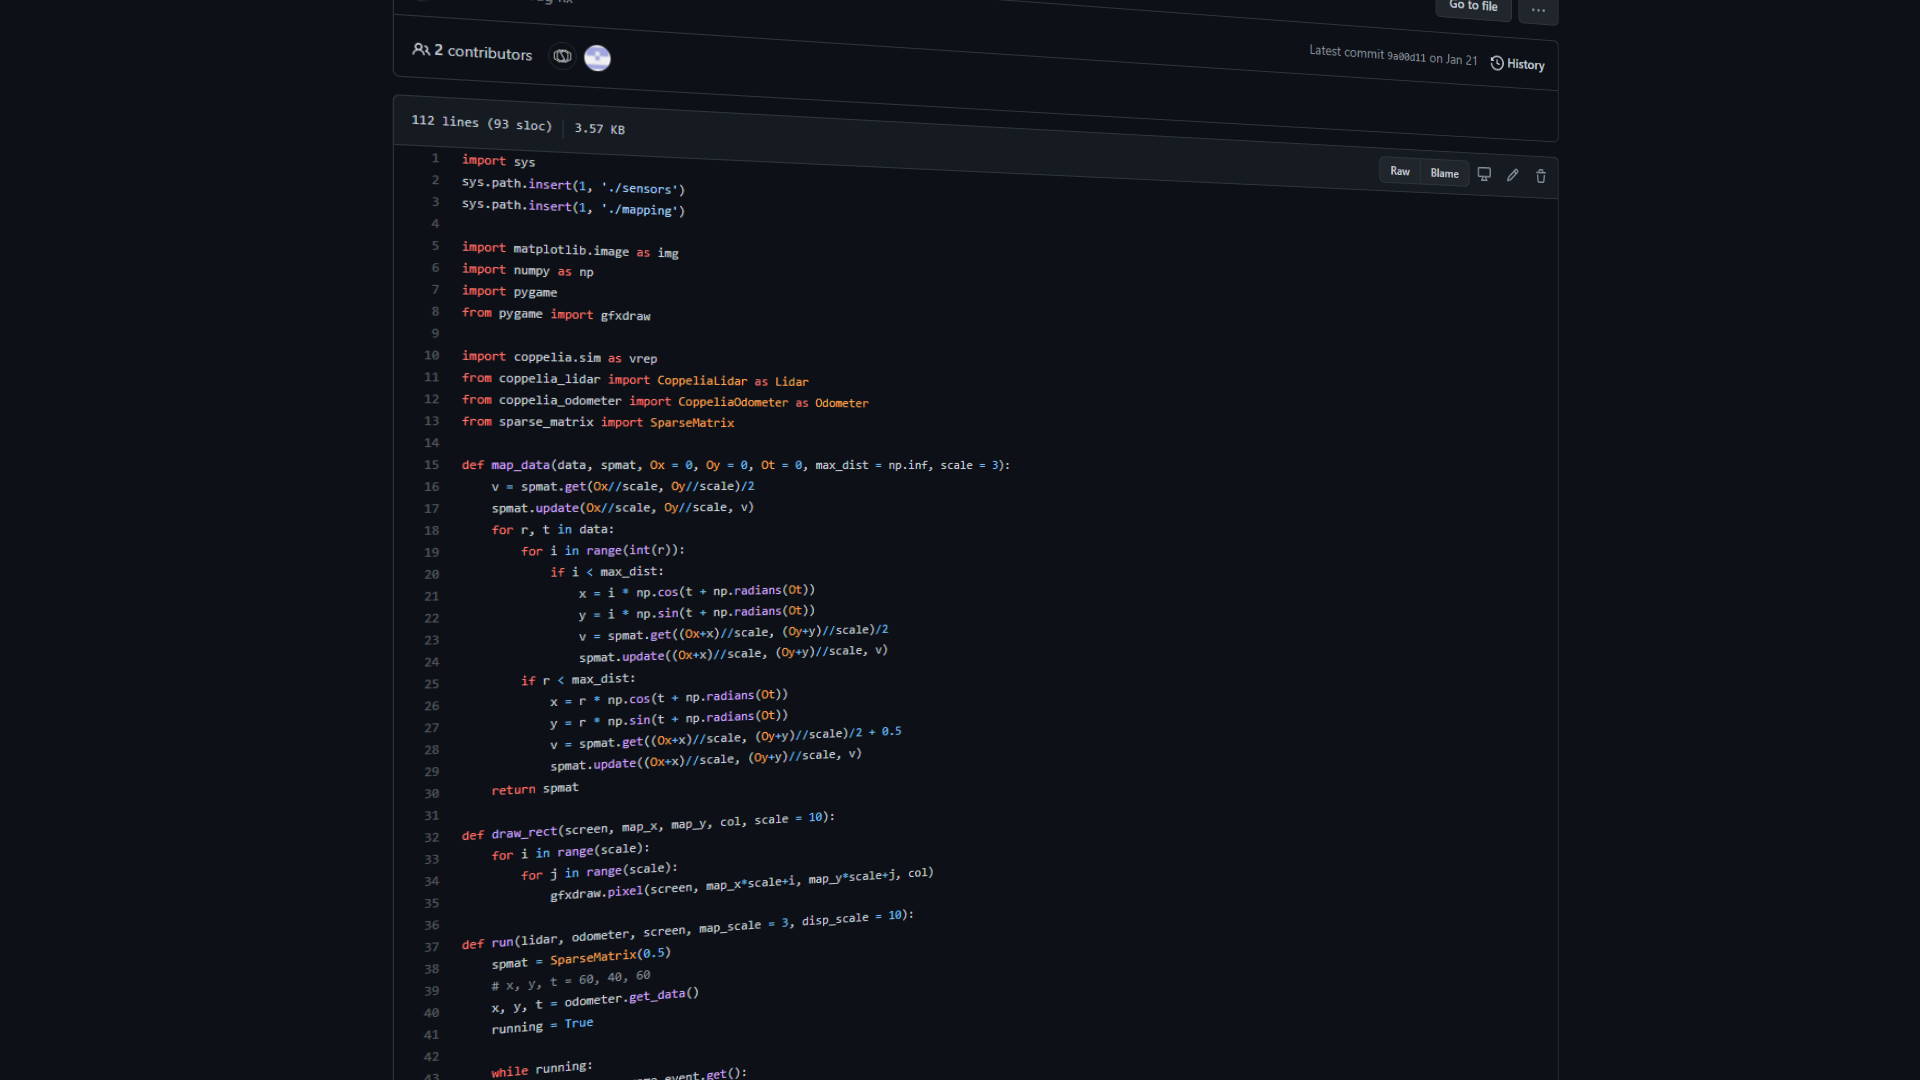 Go to file
2 contributors
Latest commit 9a00d11 on Jan 21 History
112 lines (93 sloc) 3.57 KB
Raw Blame
1 import sys
2 sys.path.insert(1, './sensors')
3 sys.path.insert(1, './mapping')
4
5 import matplotlib.image as img
6 import numpy as np
7 import pygame
8 from pygame import gfxdraw
9
10 import coppelia.sim as vrep
11 from coppelia_lidar import CoppeliaLidar as Lidar
12 from coppelia_odometer import CoppeliaOdometer as Odometer
13 from sparse_matrix import SparseMatrix
14
15 def map_data(data, spmat, Ox = 0, Oy = 0, Ot = 0, max_dist = np.inf, scale = 3):
16 v = spmat.get(Ox//scale, Oy//scale)/2
17 spmat.update(Ox//scale, Oy//scale, v)
18 for r, t in data:
19 for i in range(int(r)):
20 if i < max_dist:
21 x = i * np.cos(t + np.radians(Ot))
22 y = i * np.sin(t + np.radians(Ot))
23 v = spmat.get((Ox+x)//scale, (Oy+y)//scale)/2
24 spmat.update((Ox+x)//scale, (Oy+y)//scale, v)
25 if r < max_dist:
26 x = r * np.cos(t + np.radians(Ot))
27 y = r * np.sin(t + np.radians(Ot))
28 v = spmat.get((Ox+x)//scale, (Oy+y)//scale)/2 + 0.5
29 spmat.update((Ox+x)//scale, (Oy+y)//scale, v)
30 return spmat
31
32 def draw_rect(screen, map_x, map_y, col, scale = 10):
33 for i in range(scale):
34 for j in range(scale):
35 gfxdraw.pixel(screen, map_x*scale+i, map_y*scale+j, col)
36
37 def run(lidar, odometer, screen, map_scale = 3, disp_scale = 10):
38 spmat = SparseMatrix(0.5)
39 # x, y, t = 60, 40, 60
40 x, y, t = odometer.get_data()
41 running = True
42
43 while running:
event.get():